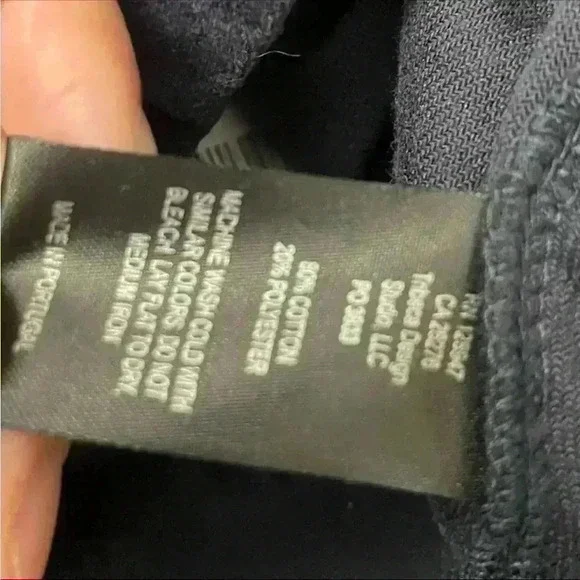 CA 29270
Tribeca Design
Studio, LLC
80% COTTON
20% POLYESTER
MACHINE WASH COLD WITH
SIMILAR COLORS. DO NOT
BLEACH. LAY FLAT TO DRY.
MEDIUM IRON
MADE IN PORTUGAL